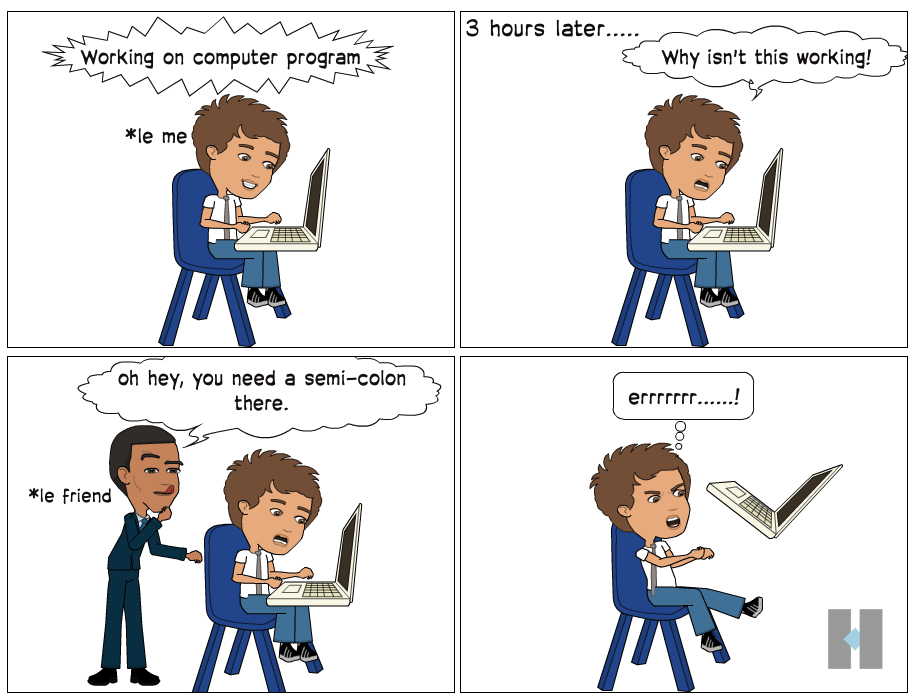 Working on computer program
*le me
3 hours later.....
Why isn't this working!
oh hey, you need a semi-colon
there.
*le friend
errrrrrr......!